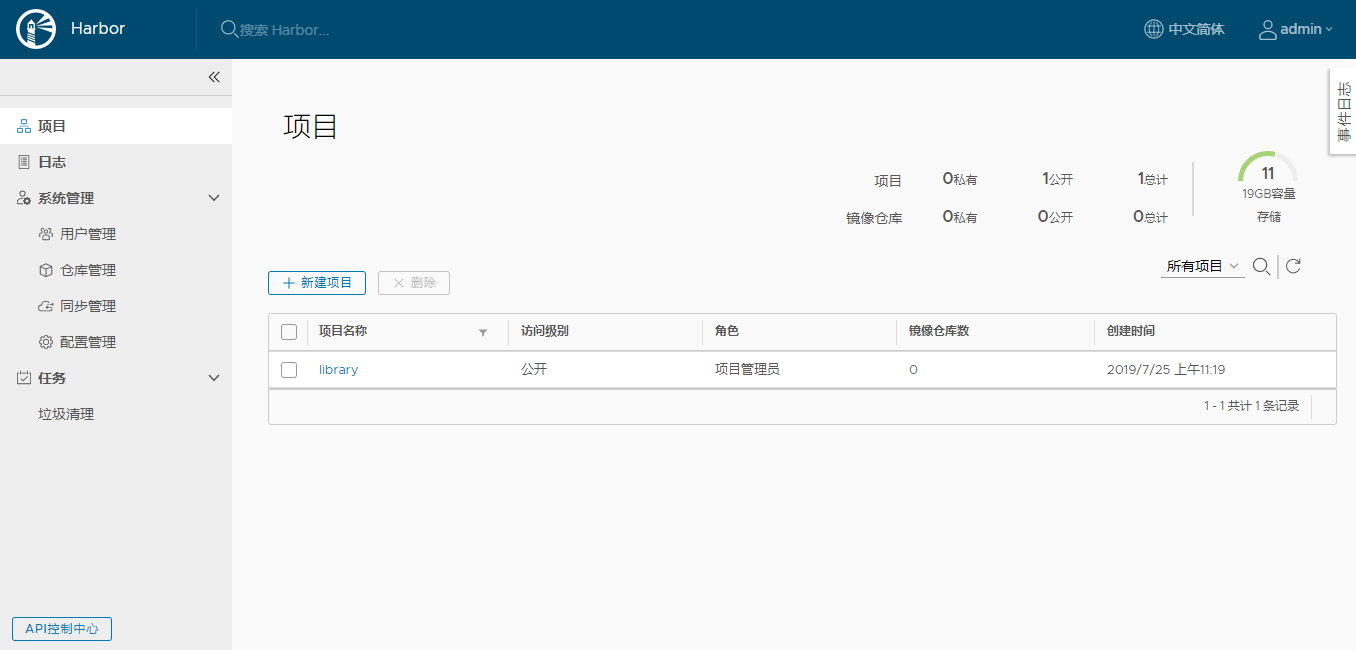 Harbor
搜索 Harbor...
中文简体
admin
事件日志
项目
日志
系统管理
用户管理
仓库管理
同步管理
配置管理
任务
垃圾清理
API控制中心
项目
项目 0私有 1公开 1总计
镜像仓库 0私有 0公开 0总计
11
19GB容量
存储
新建项目 删除
所有项目
项目名称 访问级别 角色 镜像仓库数 创建时间
library 公开 项目管理员 0 2019/7/25 上午11:19
1 - 1 共计 1 条记录